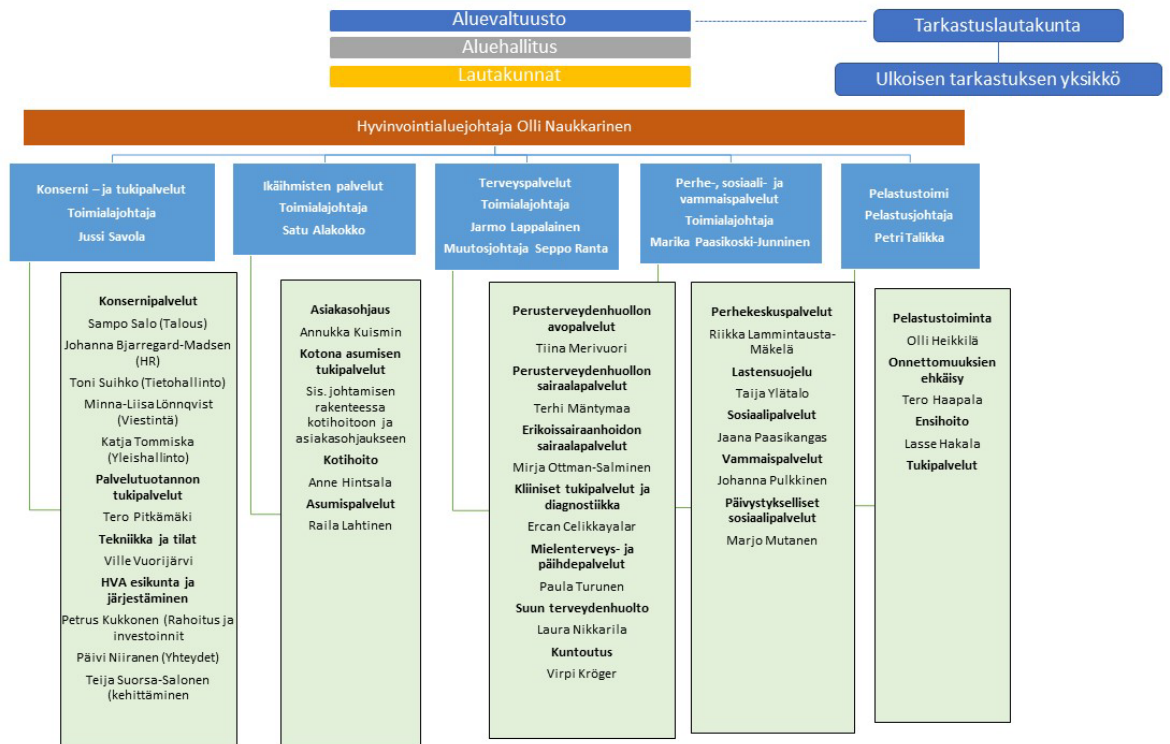 Aluevaltuusto
Aluehallitus
Lautakunnat
Tarkastuslautakunta
Ulkoisen tarkastuksen yksikkö
Hyvinvointialuejohtaja Olli Naukkarinen
Konserni – ja tukipalvelut
Toimialajohtaja
Jussi Savola
Ikäihmisten palvelut
Toimialajohtaja
Satu Alakokko
Terveyspalvelut
Toimialajohtaja
Jarmo Lappalainen
Muutosjohtaja Seppo Ranta
Perhe-, sosiaali- ja
vammaispalvelut
Toimialajohtaja
Marika Paasikoski-Junninen
Pelastustoimi
Pelastusjohtaja
Petri Talikka
Konsernipalvelut
Sampo Salo (Talous)
Johanna Bjarregard-Madsen
(HR)
Toni Suihko (Tietohallinto)
Minna-Liisa Lönnqvist
(Viestintä)
Katja Tommiska
(Yleishallinto)
Palvelutuotannon
tukipalvelut
Tero Pitkämäki
Tekniikka ja tilat
Ville Vuorijärvi
HVA esikunta ja
järjestäminen
Petrus Kukkonen (Rahoitus ja
investoinnit
Päivi Niiranen (Yhteydet)
Teija Suorsa-Salonen
(kehittäminen
Asiakasohjaus
Annukka Kuismin
Kotona asumisen
tukipalvelut
Sis. johtamisen
rakenteessa
kotihoitoon ja
asiakasohjaukseen
Kotihoito
Anne Hintsala
Asumispalvelut
Raila Lahtinen
Perusterveydenhuollon
avopalvelut
Tiina Merivuori
Perusterveydenhuollon
sairaalapalvelut
Terhi Mäntymaa
Erikoissairaanhoidon
sairaalapalvelut
Mirja Ottman-Salminen
Kliiniset tukipalvelut ja
diagnostiikka
Ercan Celikkayalar
Mielenterveys- ja
päihdepalvelut
Paula Turunen
Suun terveydenhuolto
Laura Nikkarila
Kuntoutus
Virpi Kröger
Perhekeskuspalvelut
Riikka Lammintausta-
Mäkelä
Lastensuojelu
Taija Ylätalo
Sosiaalipalvelut
Jaana Paasikangas
Vammaispalvelut
Johanna Pulkkinen
Päivystykselliset
sosiaalipalvelut
Marjo Mutanen
Pelastustoiminta
Olli Heikkilä
Onnettomuuksien
ehkäisy
Tero Haapala
Ensihoito
Lasse Hakala
Tukipalvelut